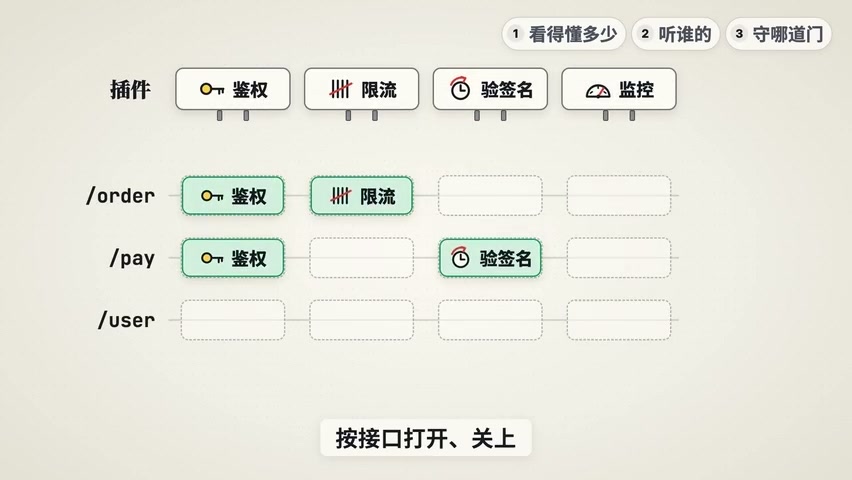 1 看得懂多少 2 听谁的 3 守哪道门
插件 鉴权 限流 验签名 监控
/order 鉴权 限流
/pay 鉴权 验签名
/user
按接口打开、关上